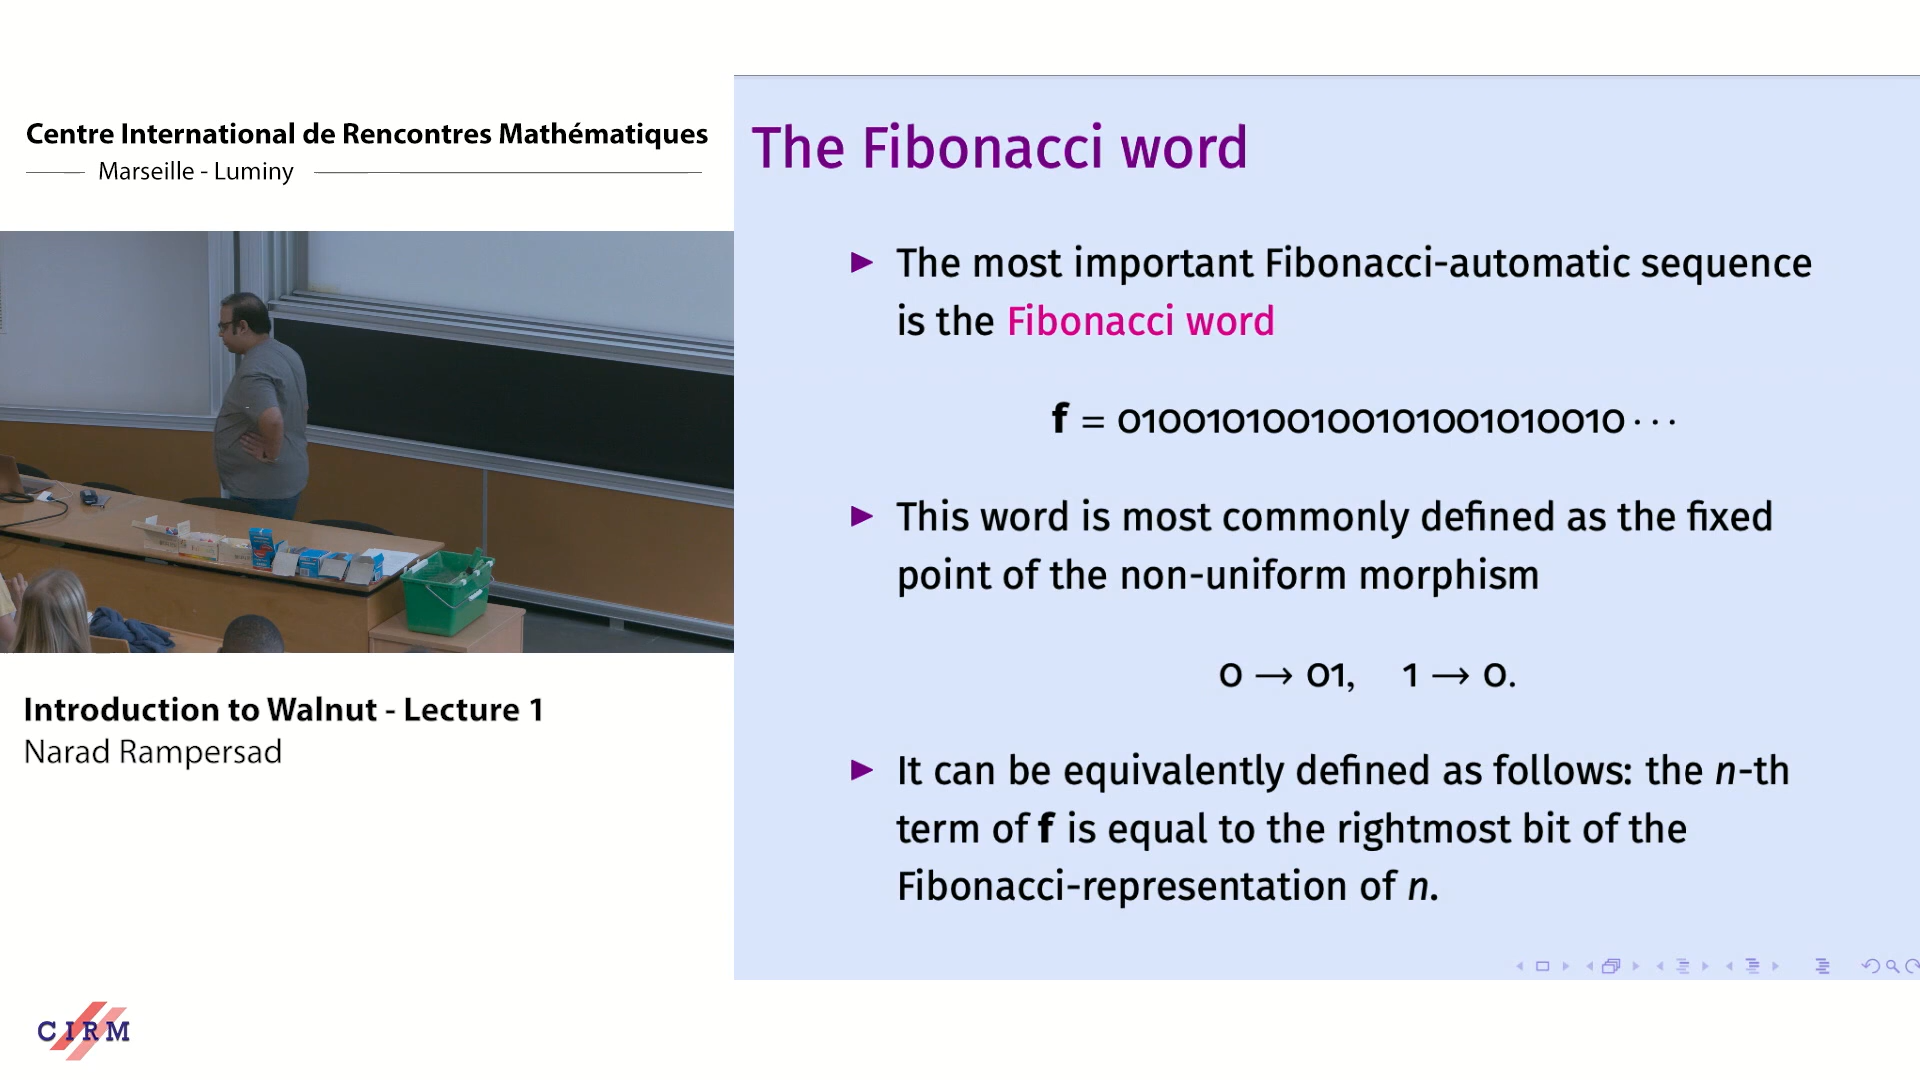 Centre International de Rencontres Mathématiques
Marseille - Luminy
The Fibonacci word
► The most important Fibonacci-automatic sequence
is the Fibonacci word
f = 010010100100101001010010···
► This word is most commonly defined as the fixed
point of the non-uniform morphism
0 → 01, 1 → 0.
► It can be equivalently defined as follows: the n-th
term of f is equal to the rightmost bit of the
Fibonacci-representation of n.
Introduction to Walnut - Lecture 1
Narad Rampersad
CIRM